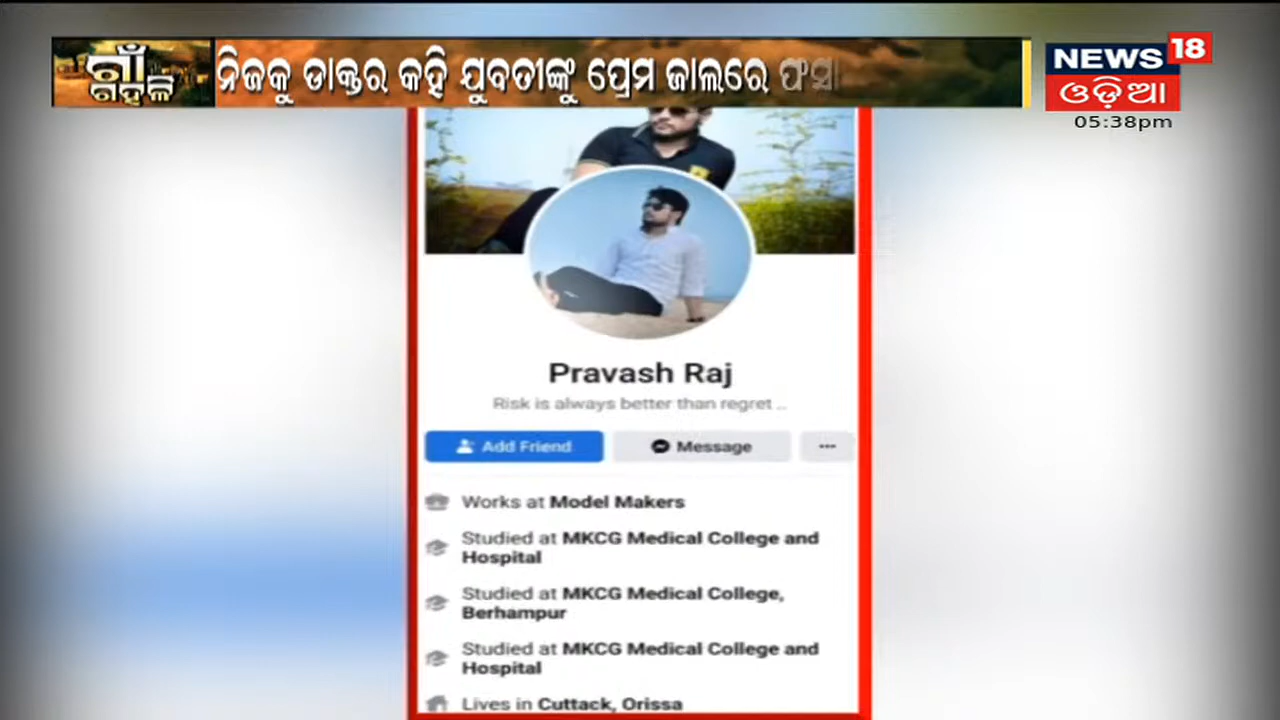 ଗାଁ
ଗହଳି
ନିଜକୁ ଡାକ୍ତର କହି ଯୁବତୀଙ୍କୁ ପ୍ରେମ ଜାଲରେ ଫସା
NEWS 18
ଓଡ଼ିଆ
05:38pm
Pravash Raj
Risk is always better than regret ..
Add Friend
Message
Works at Model Makers
Studied at MKCG Medical College and
Hospital
Studied at MKCG Medical College,
Berhampur
Studied at MKCG Medical College and
Hospital
Lives in Cuttack, Orissa